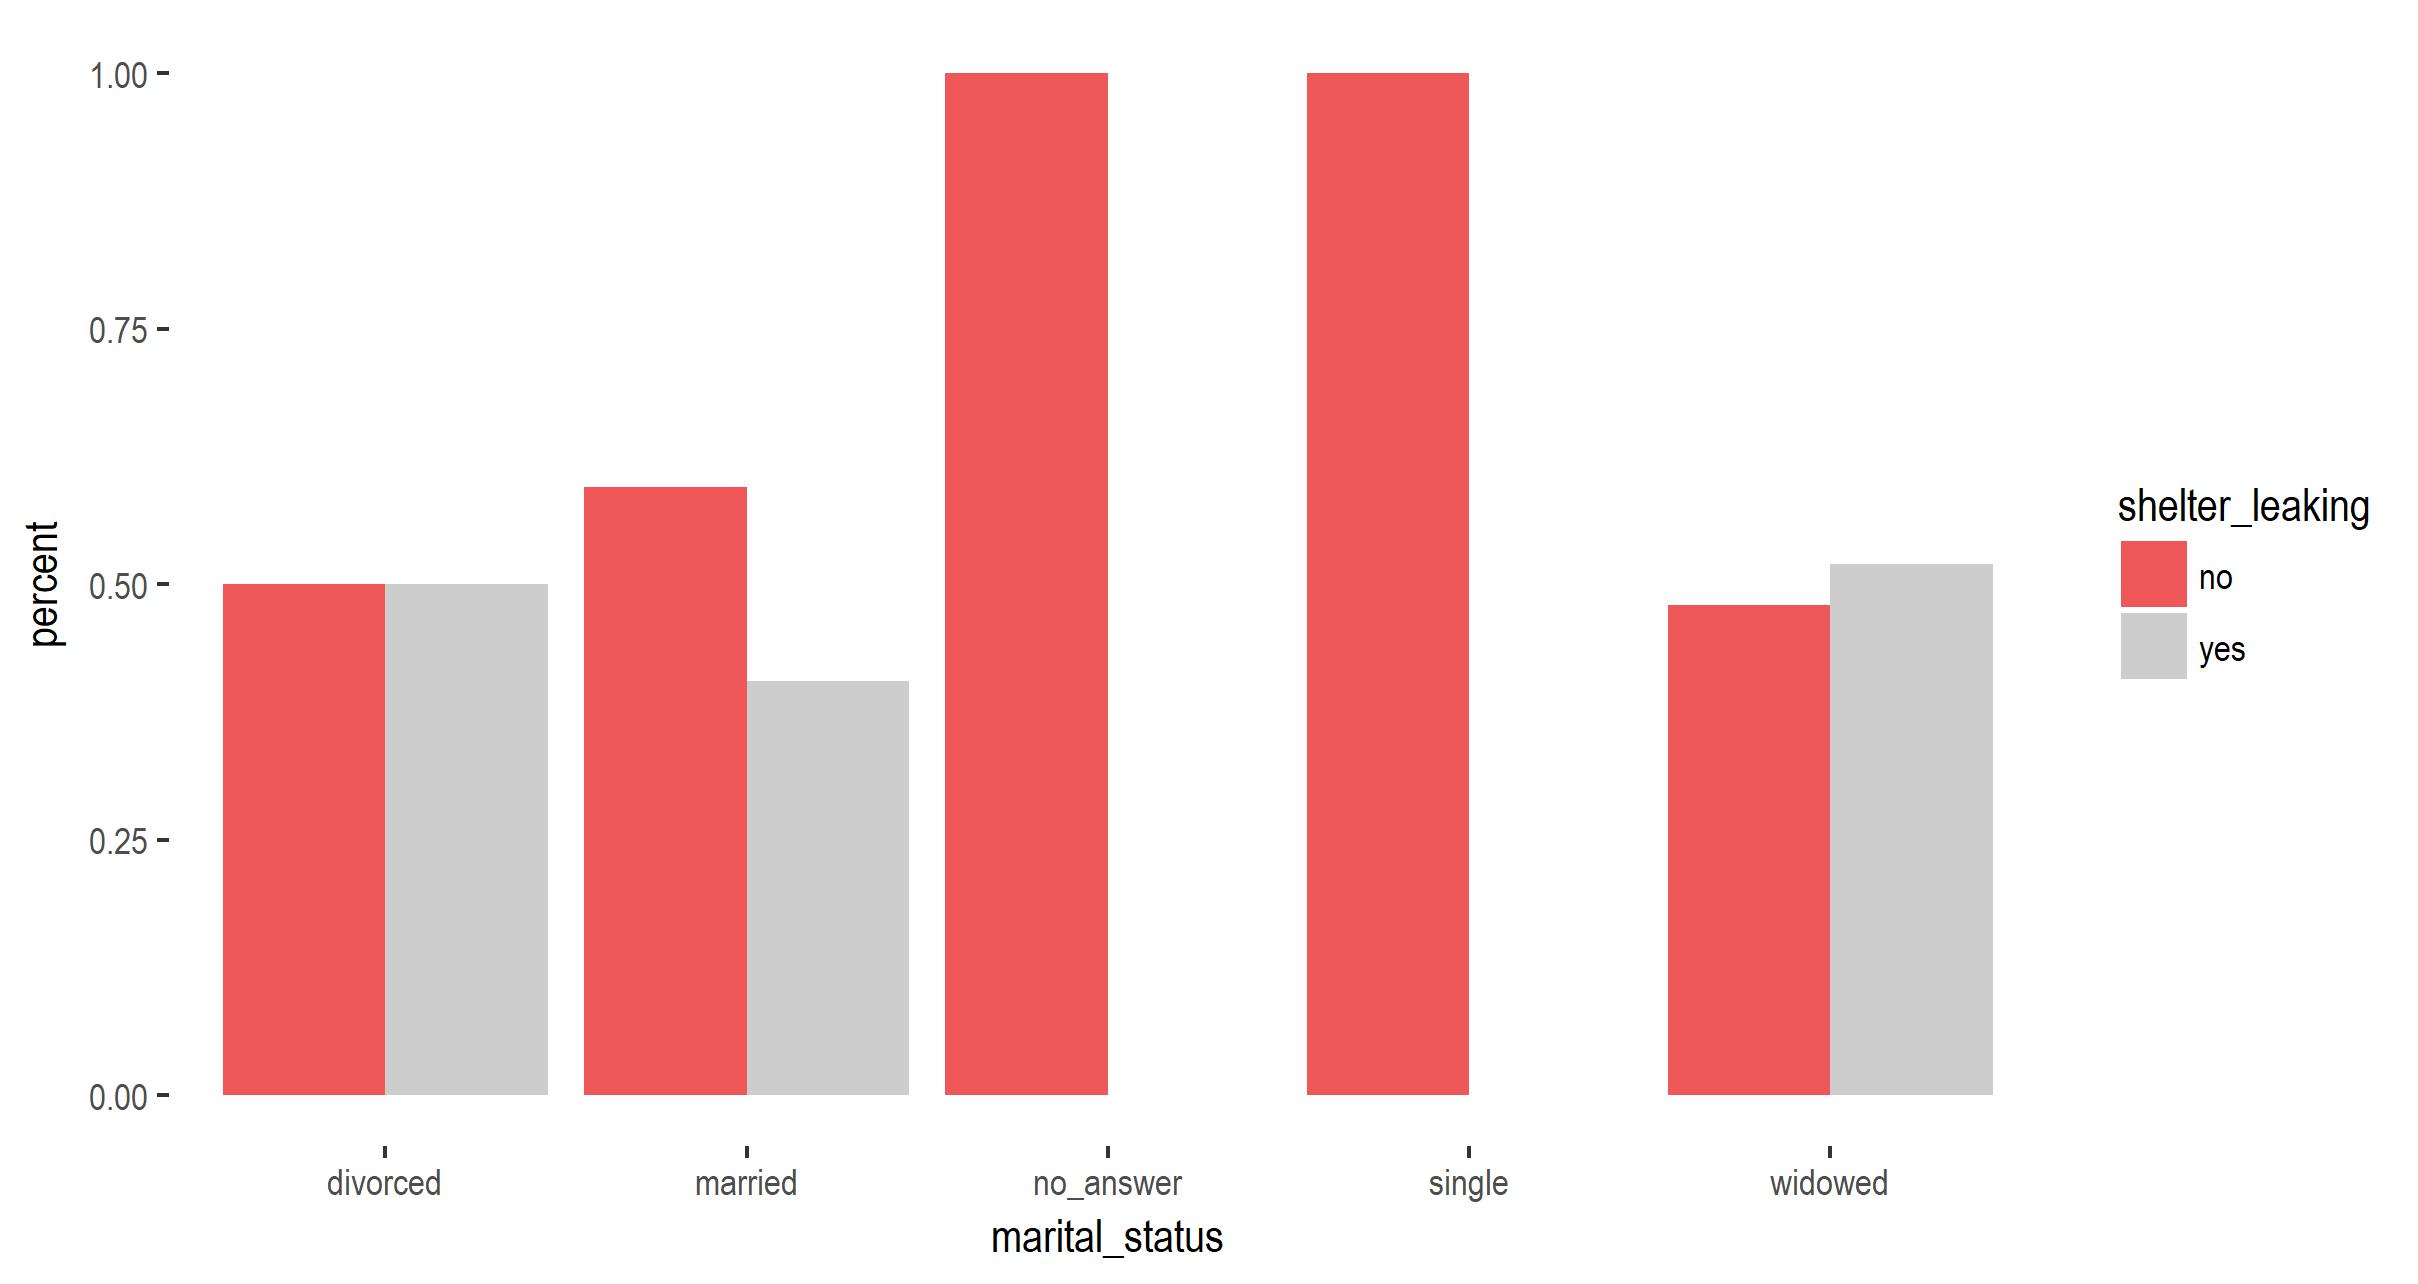 1.00
0.75
0.50
0.25
0.00
percent
divorced
married
no_answer
single
widowed
marital_status
shelter_leaking
no
yes